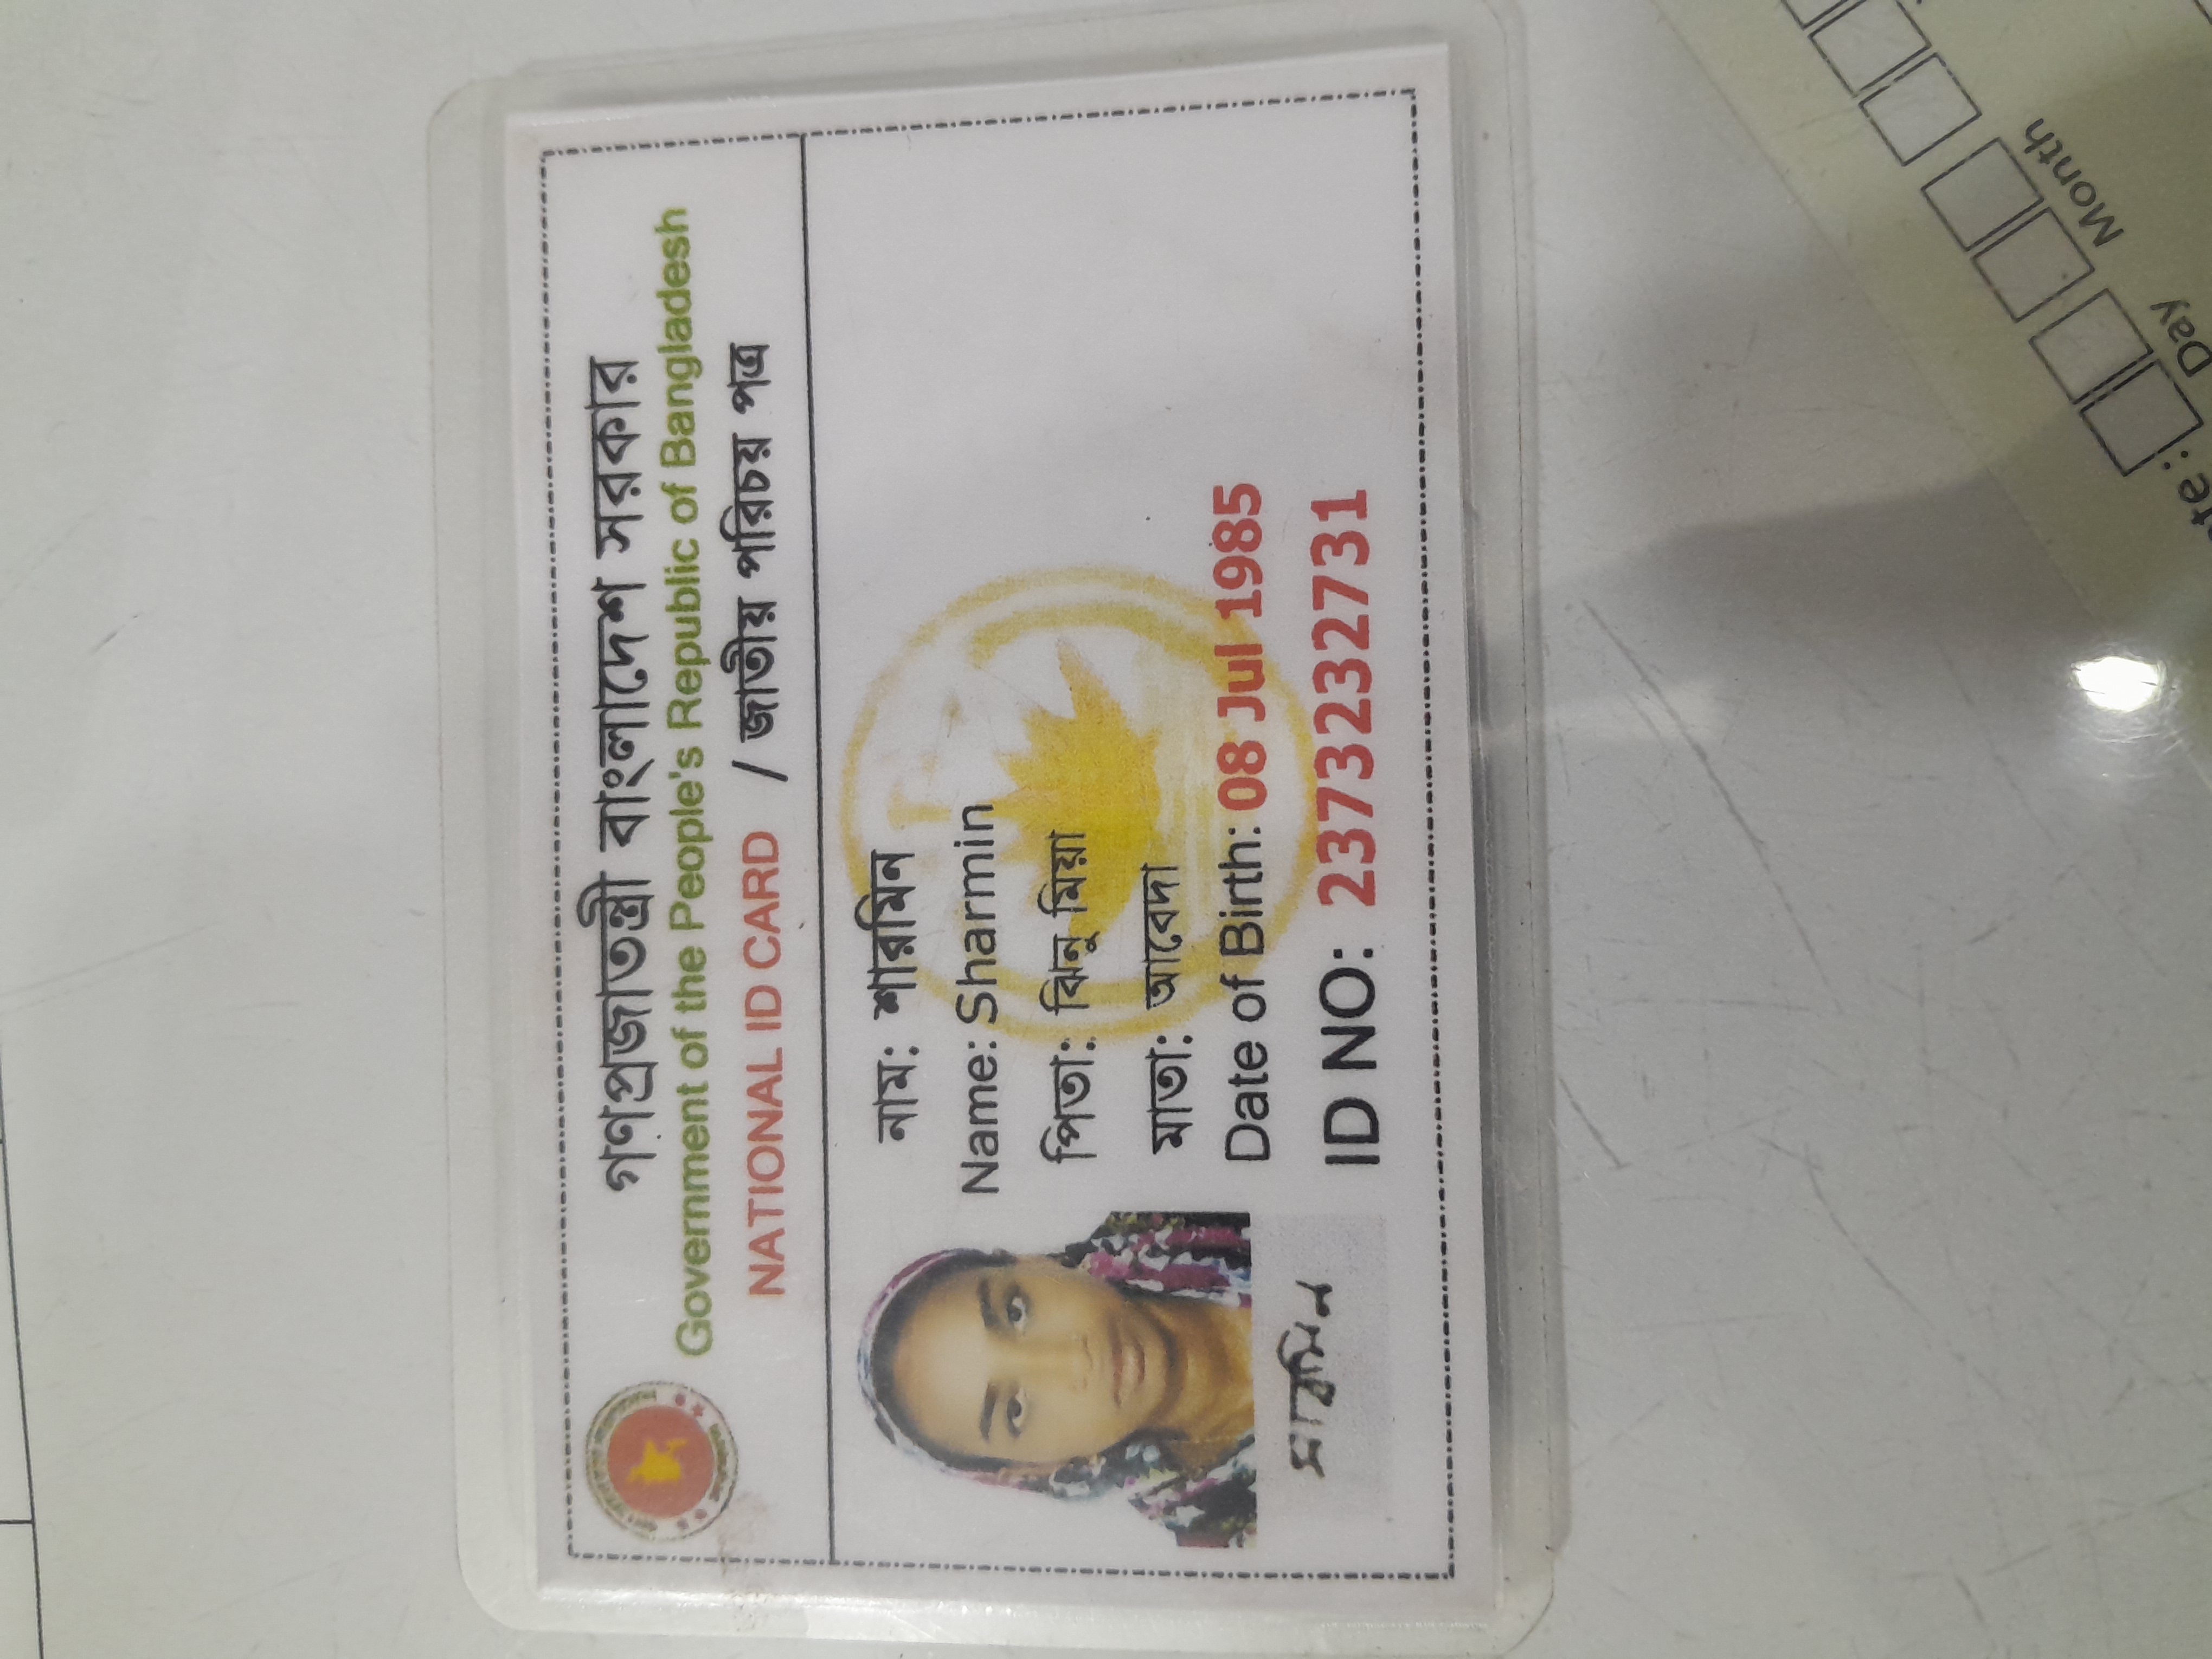 গণপ্রজাতন্ত্রী বাংলাদেশ সরকার
Government of the People's Republic of Bangladesh
NATIONAL ID CARD / জাতীয় পরিচয় পত্র
নাম: শারমিন
Name: Sharmin
পিতা: ঝিনু মিয়া
মাতা: আবেদা
Date of Birth: 08 Jul 1985
ID NO: 2373232731
সারমিন
Day Month